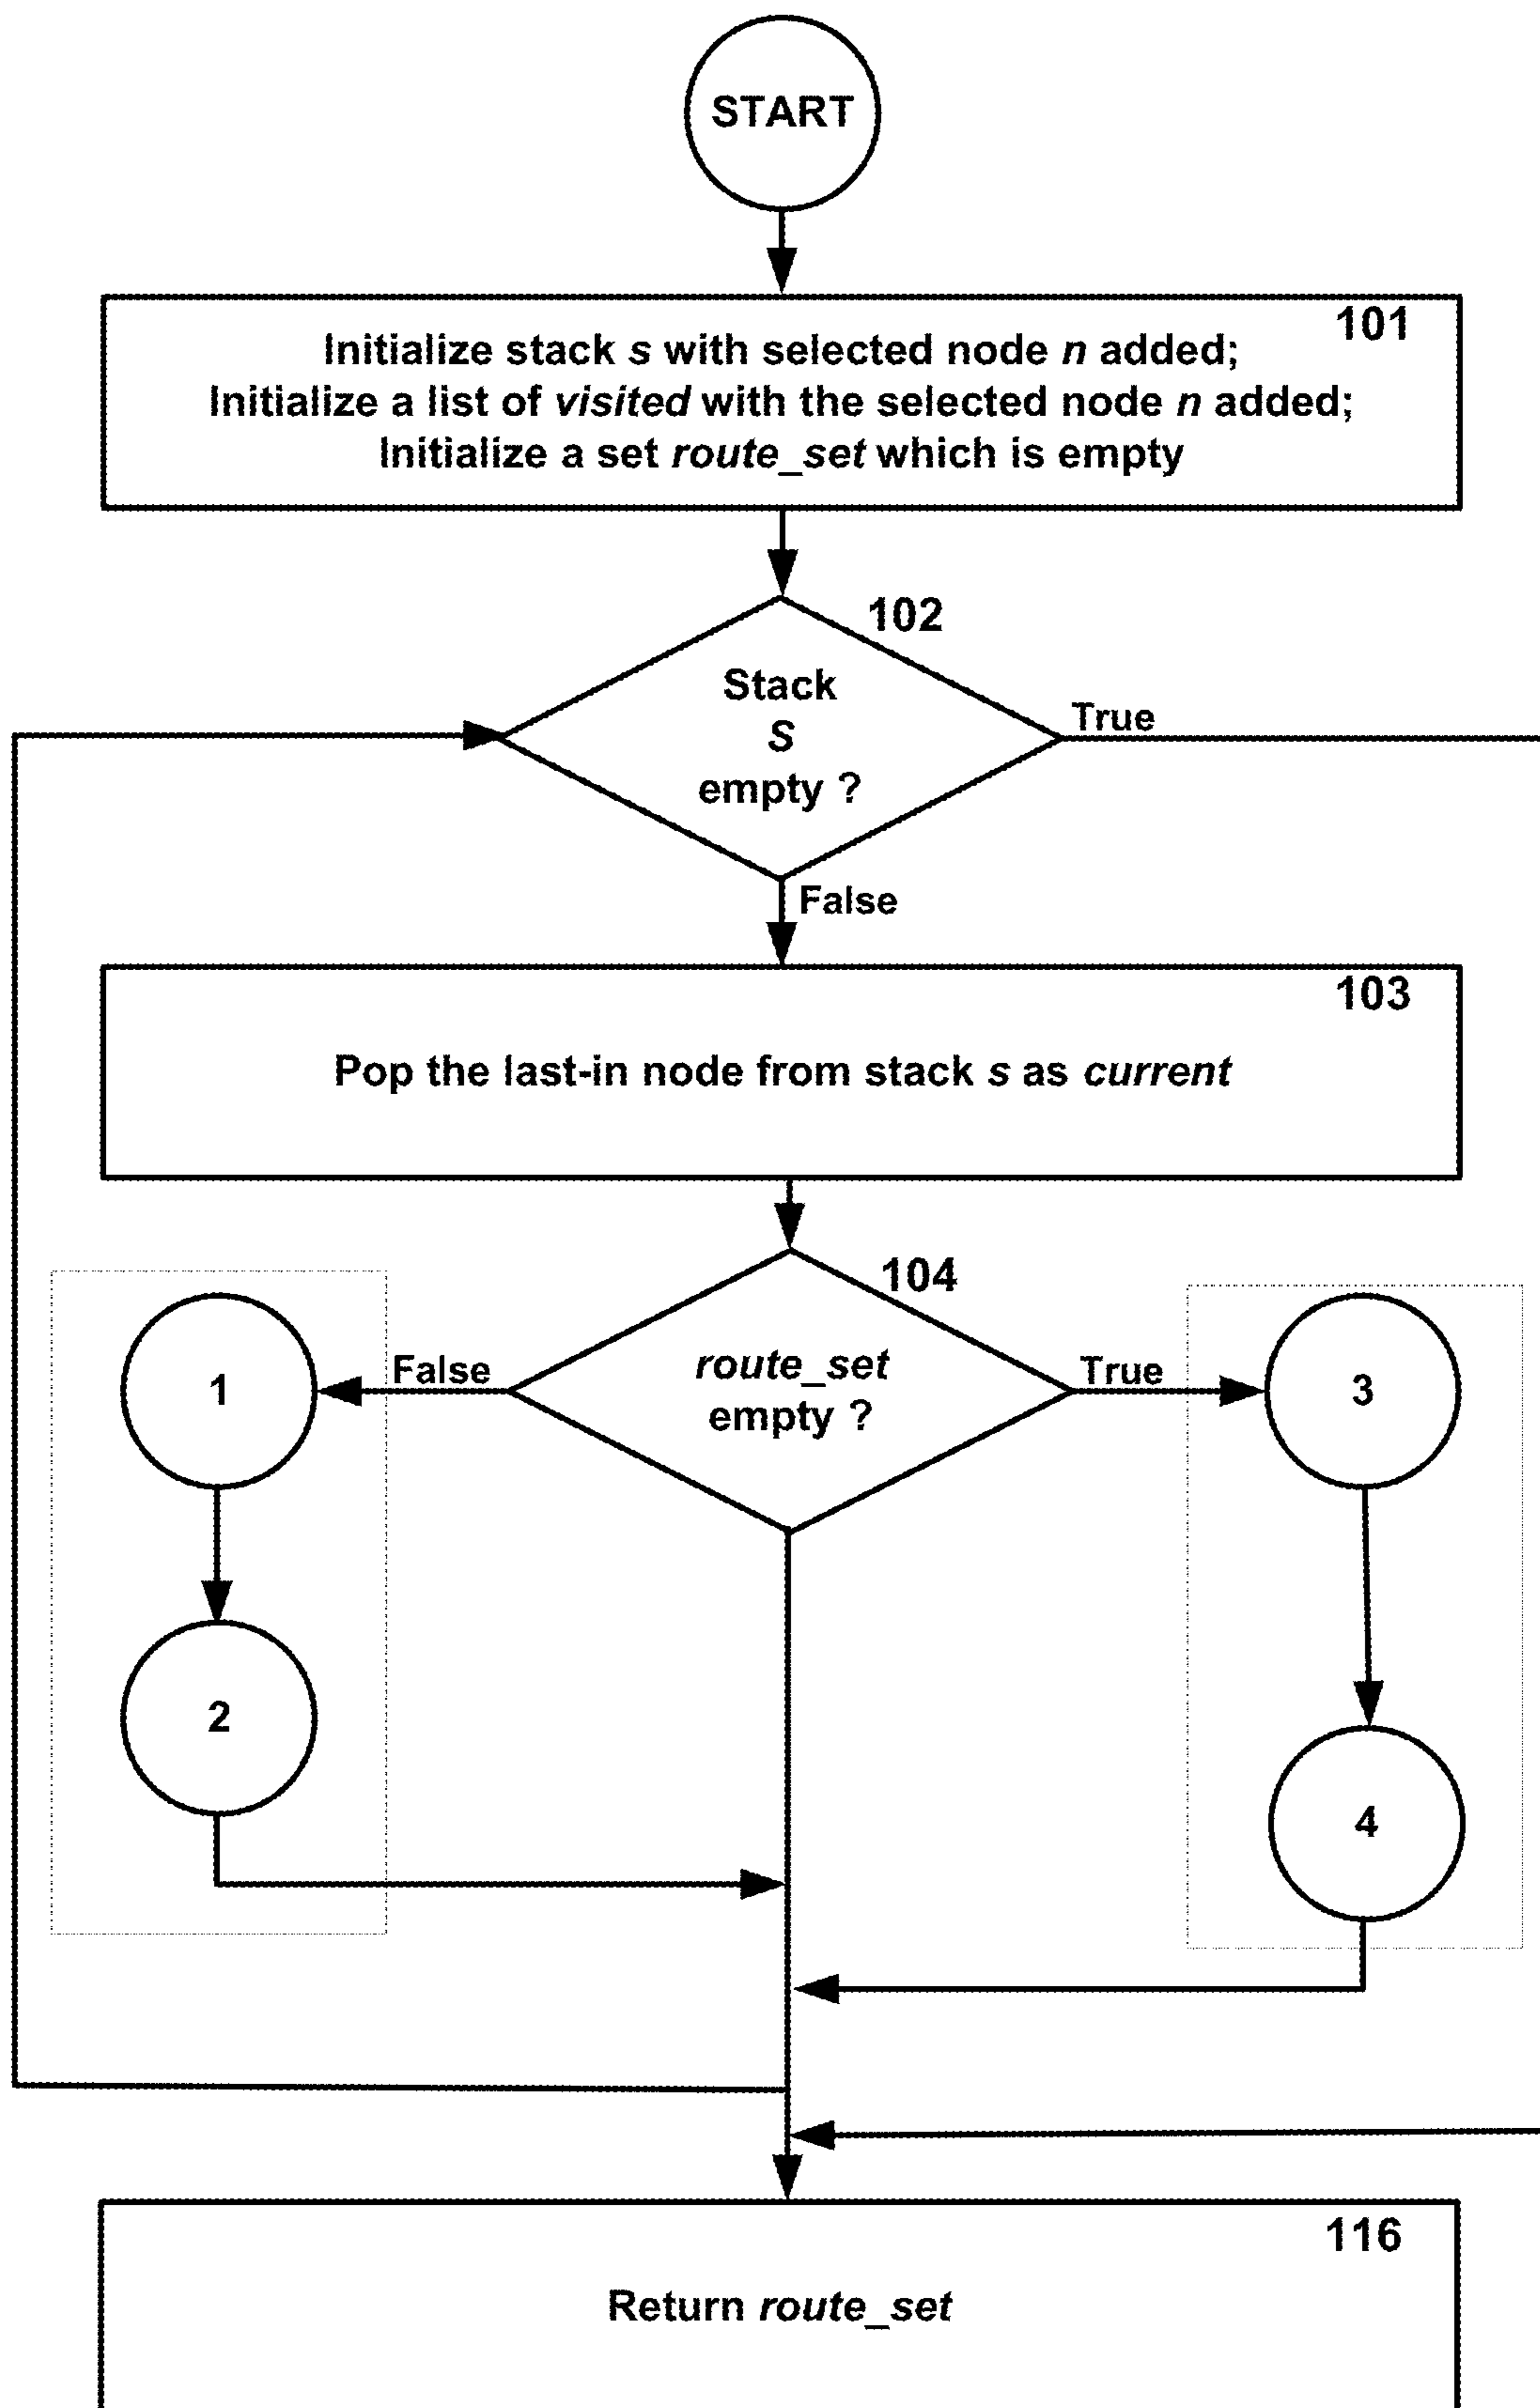 START
101
Initialize stack s with selected node n added;
Initialize a list of visited with the selected node n added;
Initialize a set route_set which is empty
102
Stack
S
empty ?
True
False
103
Pop the last-in node from stack s as current
104
route_set
empty ?
False
True
1
3
2
4
116
Return route_set